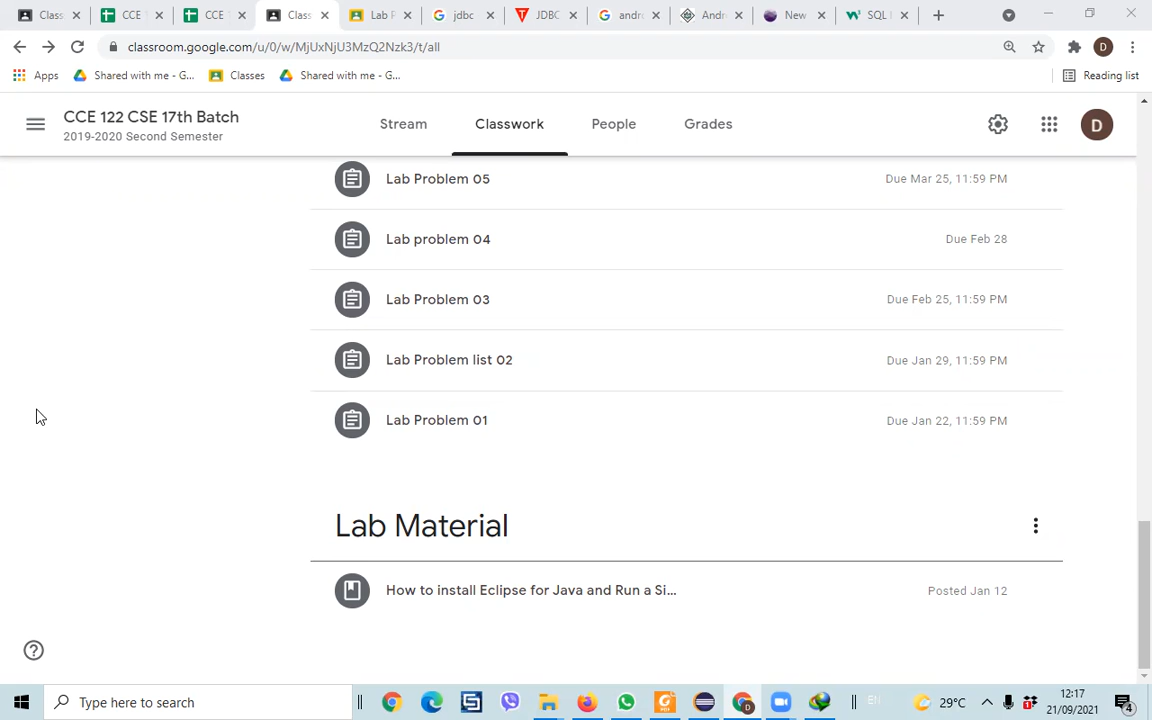 Class
CCE
CCE
Class
Lab P
jdbc
JDBC
andro
Andr
New
SQL
classroom.google.com/u/0/w/MjUxNjU3MzQ2Nzk3/t/all
D
Apps
Shared with me - G...
Classes
Shared with me - G...
Reading list
CCE 122 CSE 17th Batch
2019-2020 Second Semester
Stream
Classwork
People
Grades
D
Lab Problem 05
Due Mar 25, 11:59 PM
Lab problem 04
Due Feb 28
Lab Problem 03
Due Feb 25, 11:59 PM
Lab Problem list 02
Due Jan 29, 11:59 PM
Lab Problem 01
Due Jan 22, 11:59 PM
Lab Material
How to install Eclipse for Java and Run a Si...
Posted Jan 12
Type here to search
EN
29°C
12:17
21/09/2021
4